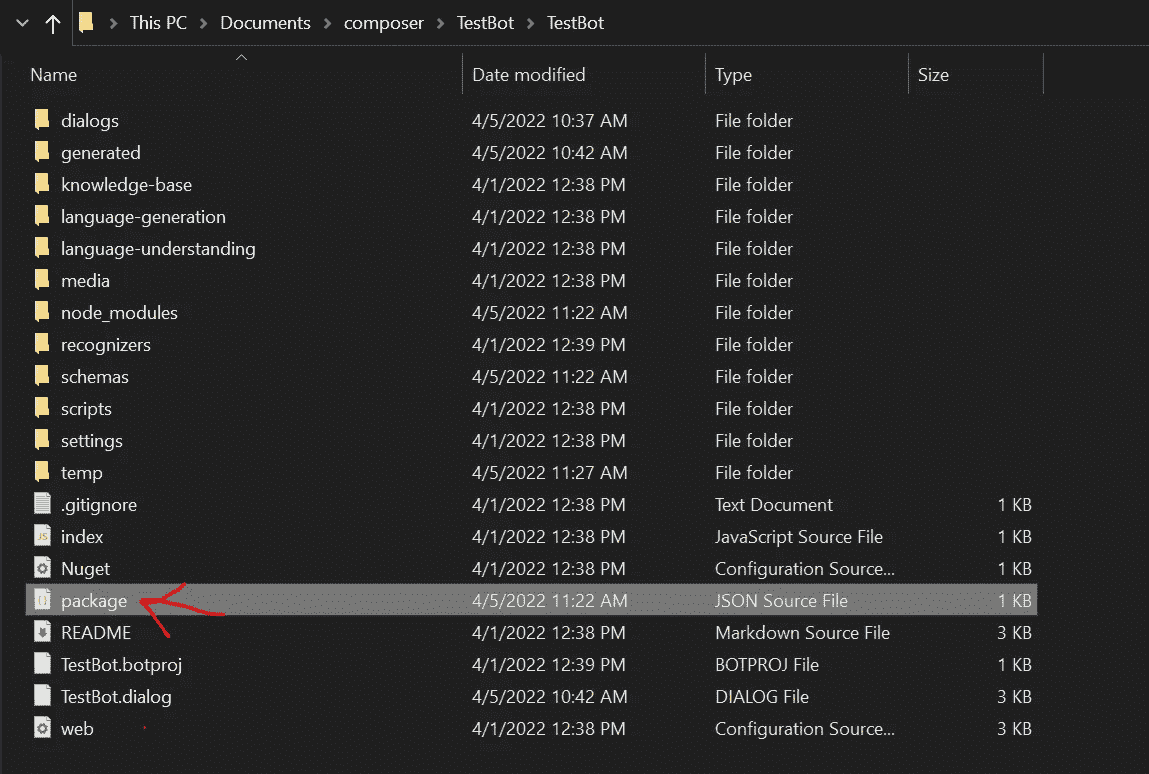 This PC Documents composer TestBot TestBot
Name Date modified Type Size
dialogs 4/5/2022 10:37 AM File folder
generated 4/5/2022 10:42 AM File folder
knowledge-base 4/1/2022 12:38 PM File folder
language-generation 4/1/2022 12:38 PM File folder
language-understanding 4/1/2022 12:38 PM File folder
media 4/1/2022 12:38 PM File folder
node_modules 4/5/2022 11:22 AM File folder
recognizers 4/1/2022 12:39 PM File folder
schemas 4/5/2022 11:22 AM File folder
scripts 4/1/2022 12:38 PM File folder
settings 4/1/2022 12:38 PM File folder
temp 4/5/2022 11:27 AM File folder
.gitignore 4/1/2022 12:38 PM Text Document 1 KB
index 4/1/2022 12:38 PM JavaScript Source File 1 KB
Nuget 4/1/2022 12:38 PM Configuration Source... 1 KB
package 4/5/2022 11:22 AM JSON Source File 1 KB
README 4/1/2022 12:38 PM Markdown Source File 3 KB
TestBot.botproj 4/1/2022 12:39 PM BOTPROJ File 1 KB
TestBot.dialog 4/5/2022 10:42 AM DIALOG File 3 KB
web 4/1/2022 12:38 PM Configuration Source... 3 KB